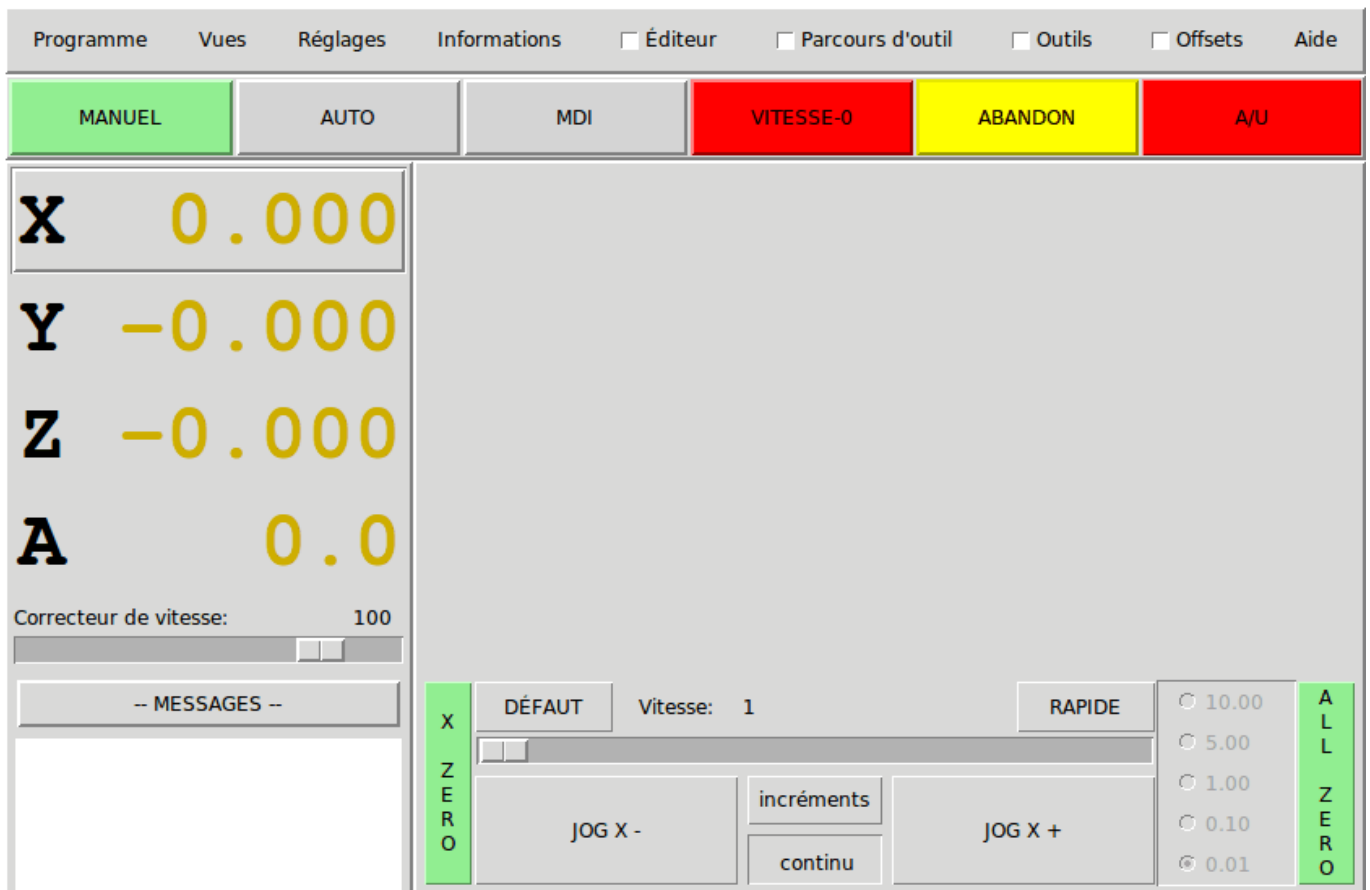 Programme Vues Réglages Informations Éditeur Parcours d'outil Outils Offsets Aide
MANUEL AUTO MDI VITESSE-0 ABANDON A/U
X 0.000
Y -0.000
Z -0.000
A 0.0
Correcteur de vitesse: 100
-- MESSAGES --
X ZERO
DÉFAUT Vitesse: 1 RAPIDE
JOG X -
incréments
continu
JOG X +
10.00
5.00
1.00
0.10
0.01
ALL ZERO